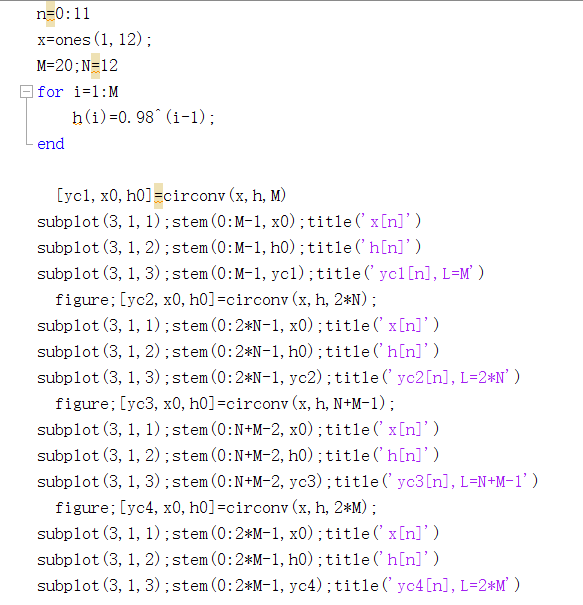 n=0:11
x=ones(1,12);
M=20;N=12
for i=1:M
h(i)=0.98^(i-1);
end
[yc1,x0,h0]=circonv(x,h,M)
subplot(3,1,1);stem(0:M-1,x0);title('x[n]')
subplot(3,1,2);stem(0:M-1,h0);title('h[n]')
subplot(3,1,3);stem(0:M-1,yc1);title('yc1[n],L=M')
figure;[yc2,x0,h0]=circonv(x,h,2*N);
subplot(3,1,1);stem(0:2*N-1,x0);title('x[n]')
subplot(3,1,2);stem(0:2*N-1,h0);title('h[n]')
subplot(3,1,3);stem(0:2*N-1,yc2);title('yc2[n],L=2*N')
figure;[yc3,x0,h0]=circonv(x,h,N+M-1);
subplot(3,1,1);stem(0:N+M-2,x0);title('x[n]')
subplot(3,1,2);stem(0:N+M-2,h0);title('h[n]')
subplot(3,1,3);stem(0:N+M-2,yc3);title('yc3[n],L=N+M-1')
figure;[yc4,x0,h0]=circonv(x,h,2*M);
subplot(3,1,1);stem(0:2*M-1,x0);title('x[n]')
subplot(3,1,2);stem(0:2*M-1,h0);title('h[n]')
subplot(3,1,3);stem(0:2*M-1,yc4);title('yc4[n],L=2*M')